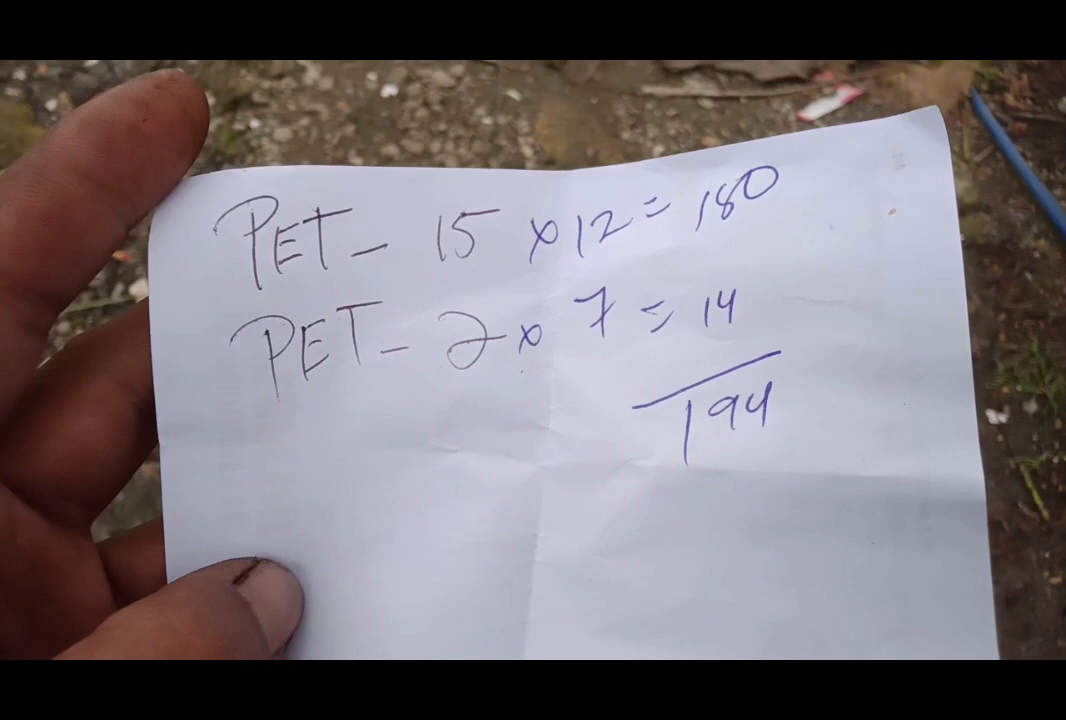 PET - 15 x 12 = 180
PET - 2 x 7 = 14
194